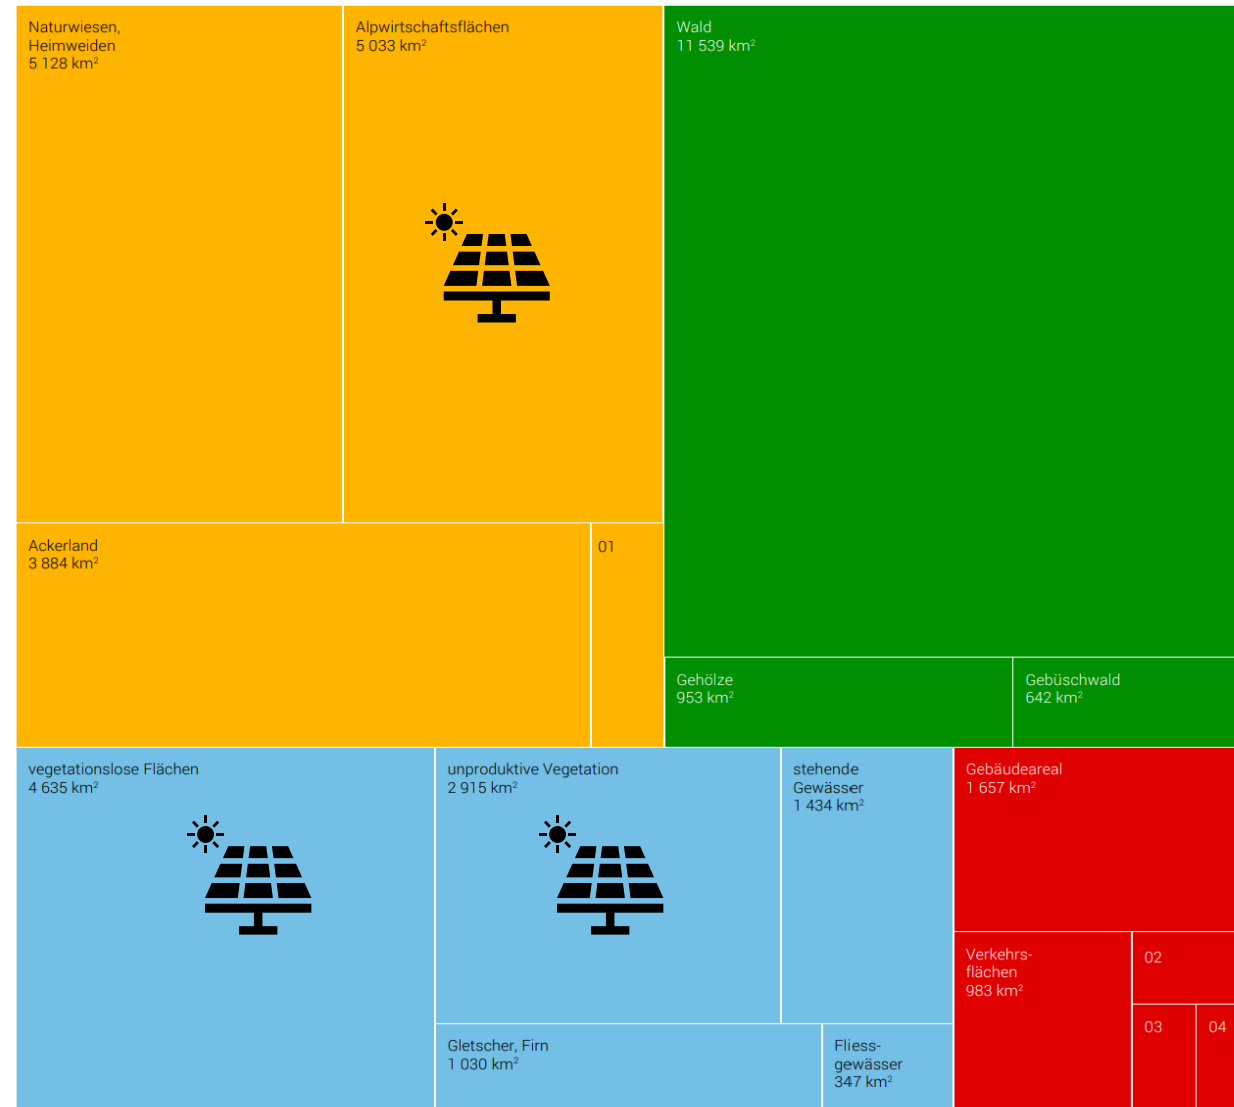 Naturwiesen,
Heimweiden
5 128 km²
Alpwirtschaftsflächen
5 033 km²
Wald
11 539 km²
Ackerland
3 884 km²
01
Gehölze
953 km²
Gebüschwald
642 km²
vegetationslose Flächen
4 635 km²
unproduktive Vegetation
2 915 km²
stehende
Gewässer
1 434 km²
Gebäudeareal
1 657 km²
Verkehrs-
flächen
983 km²
02
03
04
Gletscher, Firn
1 030 km²
Fliess-
gewässer
347 km²